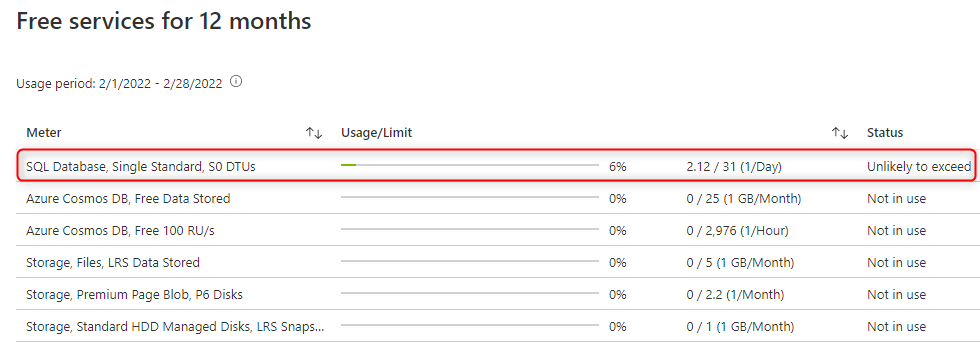 Free services for 12 months
Usage period: 2/1/2022 - 2/28/2022
Meter Usage/Limit Status
SQL Database, Single Standard, S0 DTUs 6% 2.12 / 31 (1/Day) Unlikely to exceed
Azure Cosmos DB, Free Data Stored 0% 0 / 25 (1 GB/Month) Not in use
Azure Cosmos DB, Free 100 RU/s 0% 0 / 2,976 (1/Hour) Not in use
Storage, Files, LRS Data Stored 0% 0 / 5 (1 GB/Month) Not in use
Storage, Premium Page Blob, P6 Disks 0% 0 / 2.2 (1/Month) Not in use
Storage, Standard HDD Managed Disks, LRS Snaps... 0% 0 / 1 (1 GB/Month) Not in use